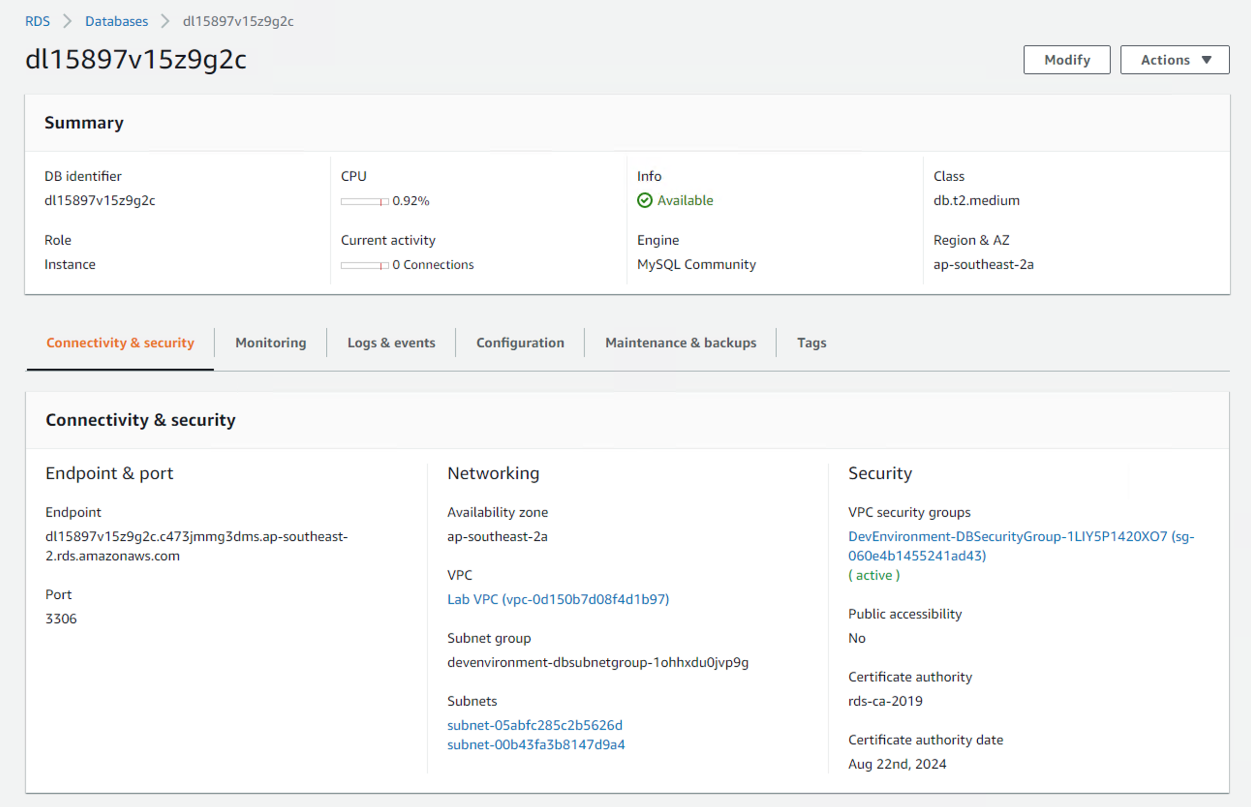 RDS > Databases > dl15897v15z9g2c
dl15897v15z9g2c
Modify
Actions ▼
Summary
DB identifier
dl15897v15z9g2c
CPU
0.92%
Info
Available
Class
db.t2.medium
Role
Instance
Current activity
0 Connections
Engine
MySQL Community
Region & AZ
ap-southeast-2a
Connectivity & security
Monitoring
Logs & events
Configuration
Maintenance & backups
Tags
Connectivity & security
Endpoint & port
Endpoint
dl15897v15z9g2c.c473jmmg3dms.ap-southeast-
2.rds.amazonaws.com
Port
3306
Networking
Availability zone
ap-southeast-2a
VPC
Lab VPC (vpc-0d150b7d08f4d1b97)
Subnet group
devenvironment-dbsubnetgroup-1ohhxdu0jvp9g
Subnets
subnet-05abfc285c2b5626d
subnet-00b43fa3b8147d9a4
Security
VPC security groups
DevEnvironment-DBSecurityGroup-1LIY5P1420XO7 (sg-
060e4b1455241ad43)
( active )
Public accessibility
No
Certificate authority
rds-ca-2019
Certificate authority date
Aug 22nd, 2024